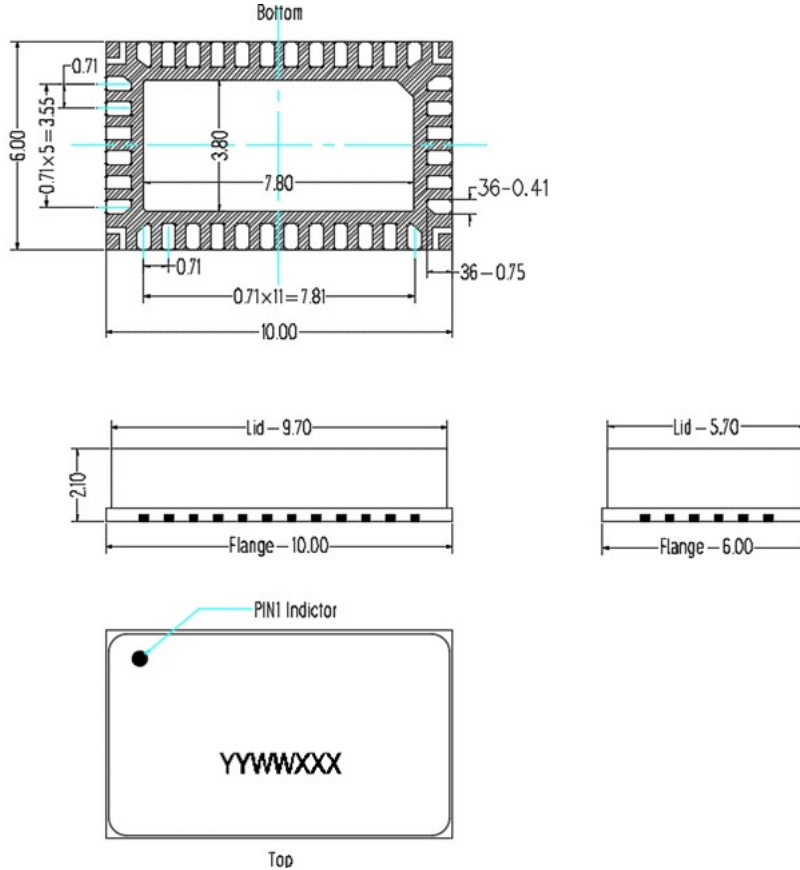 Bottom
0.71
6.00
0.71×5=3.55
3.80
7.80
36-0.41
0.71
36-0.75
0.71×11=7.81
10.00
Lid-9.70
Lid-5.70
2.10
Flange-10.00
Flange-6.00
PIN1 Indictor
YYWWXXX
Top